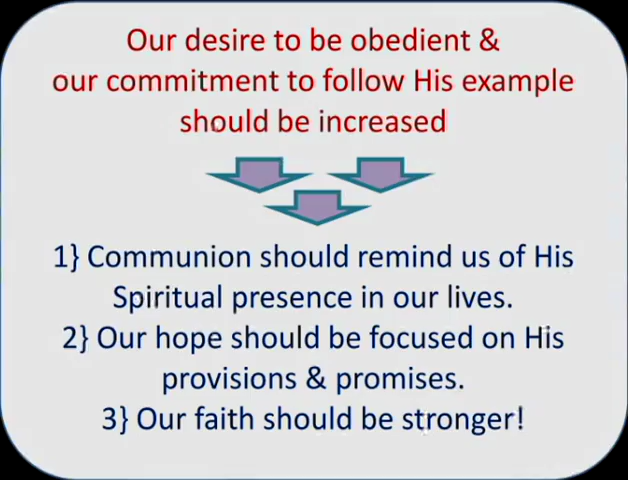 Our desire to be obedient &
our commitment to follow His example
should be increased
1} Communion should remind us of His
Spiritual presence in our lives.
2} Our hope should be focused on His
provisions & promises.
3} Our faith should be stronger!